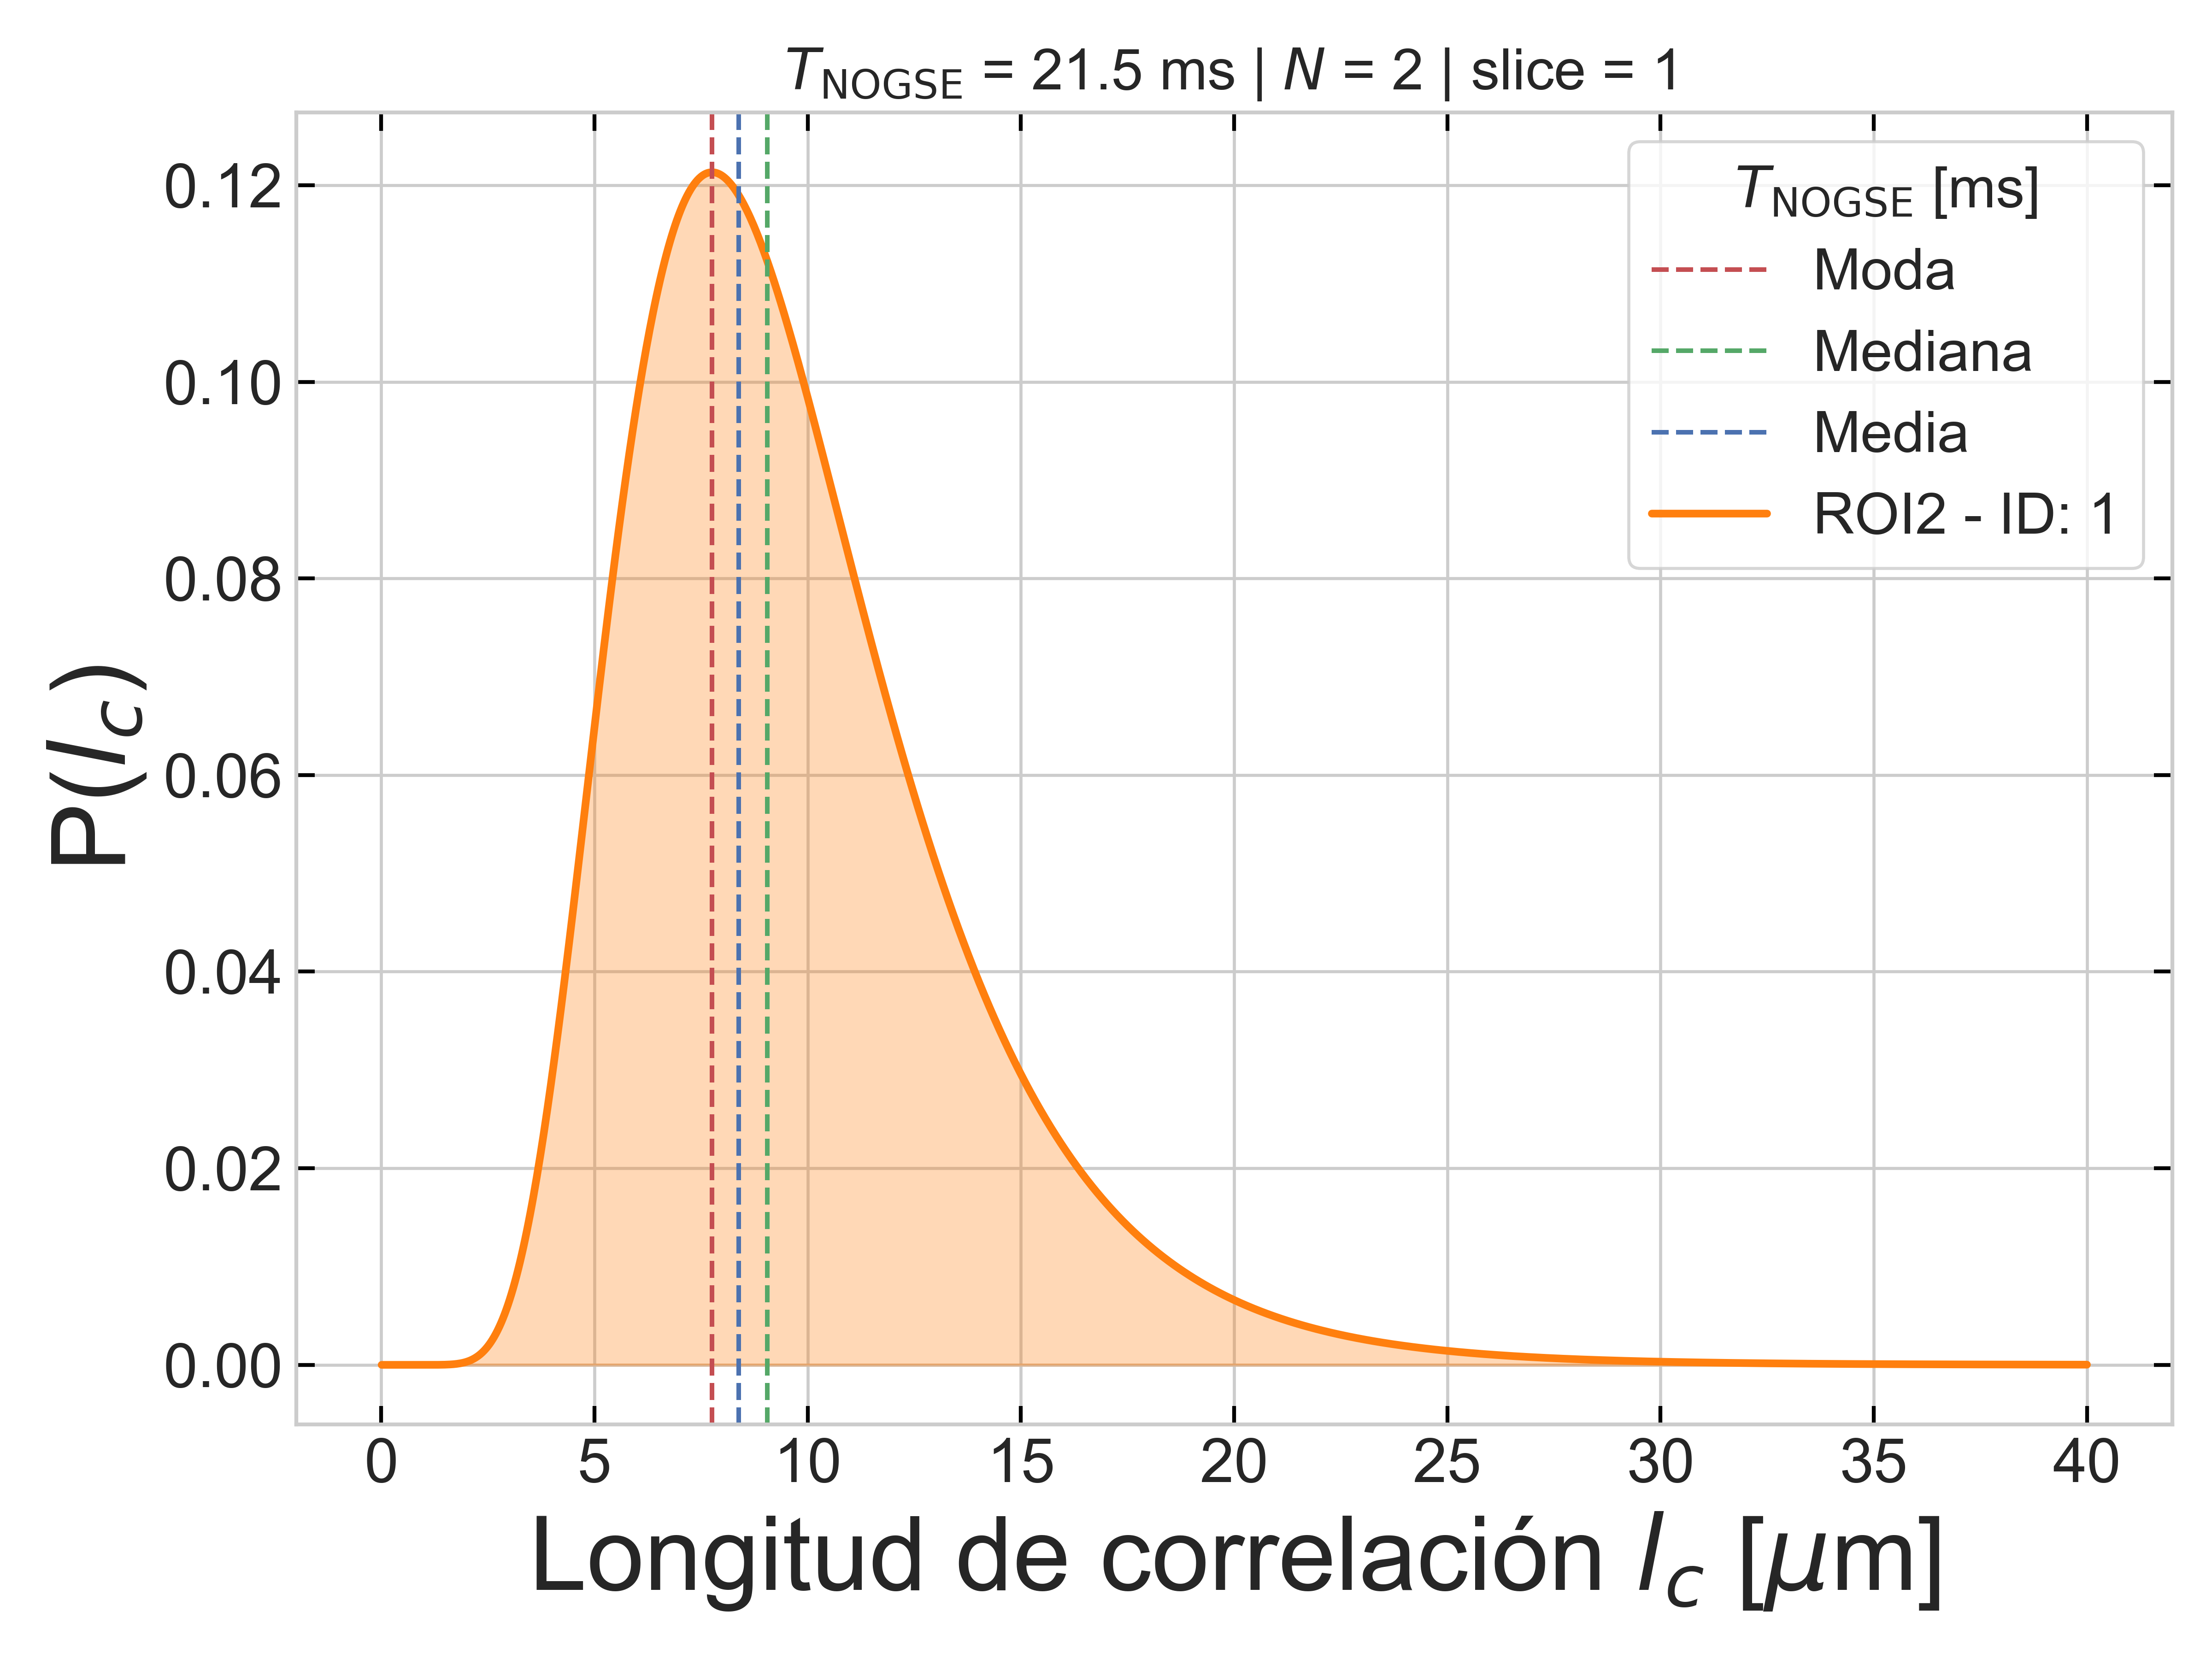 T_NOGSE = 21.5 ms | N = 2 | slice = 1
T_NOGSE [ms]
Moda
Mediana
Media
ROI2 - ID: 1
P(l_c)
0.12
0.10
0.08
0.06
0.04
0.02
0.00
0 5 10 15 20 25 30 35 40
Longitud de correlación l_c [μm]